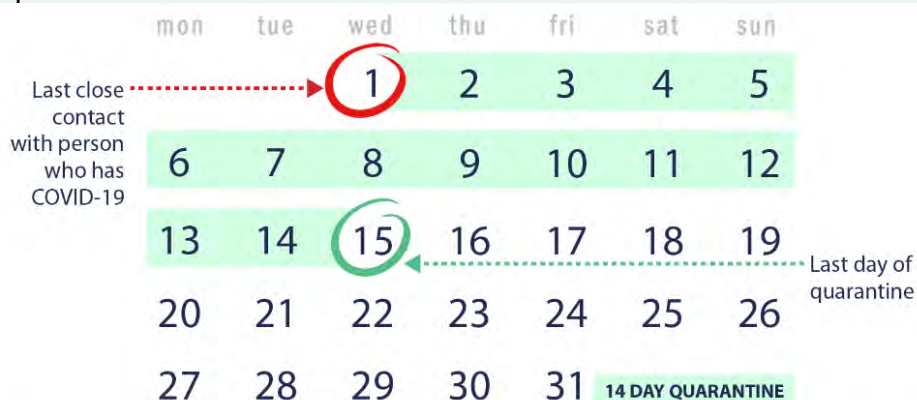 mon tue wed thu fri sat sun
1 2 3 4 5
Last close
contact
with person
who has
COVID-19
6 7 8 9 10 11 12
13 14 15 16 17 18 19
Last day of
quarantine
20 21 22 23 24 25 26
27 28 29 30 31
14 DAY QUARANTINE